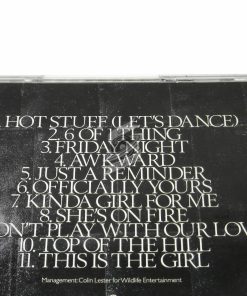 HOT STUFF (LET'S DANCE)
2. 6 OF 1 THING
3. FRIDAY NIGHT
4. AWKWARD
5. JUST A REMINDER
6. OFFICIALLY YOURS
7. KINDA GIRL FOR ME
8. SHE'S ON FIRE
ON'T PLAY WITH OUR LOV
10. TOP OF THE HILL
11. THIS IS THE GIRL
Management: Colin Lester for Wildlife Entertainment